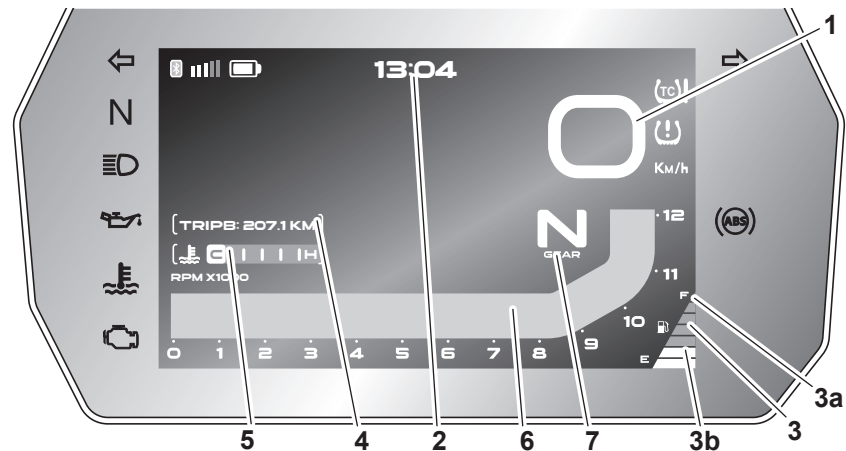 1
13:04
N
(TC)
(!)
KM/h
(ABS)
[TRIPB: 207.1 KM]
C H
N
GEAR
RPM X1000
12
11
10
F
E
0 1 2 3 4 5 6 7 8 9
3a
3
5 4 2 6 7 3b